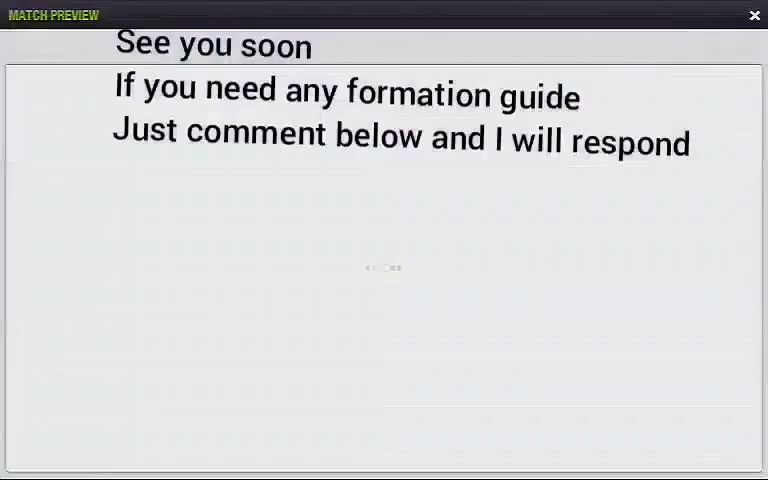 MATCH PREVIEW
See you soon
If you need any formation guide
Just comment below and I will respond